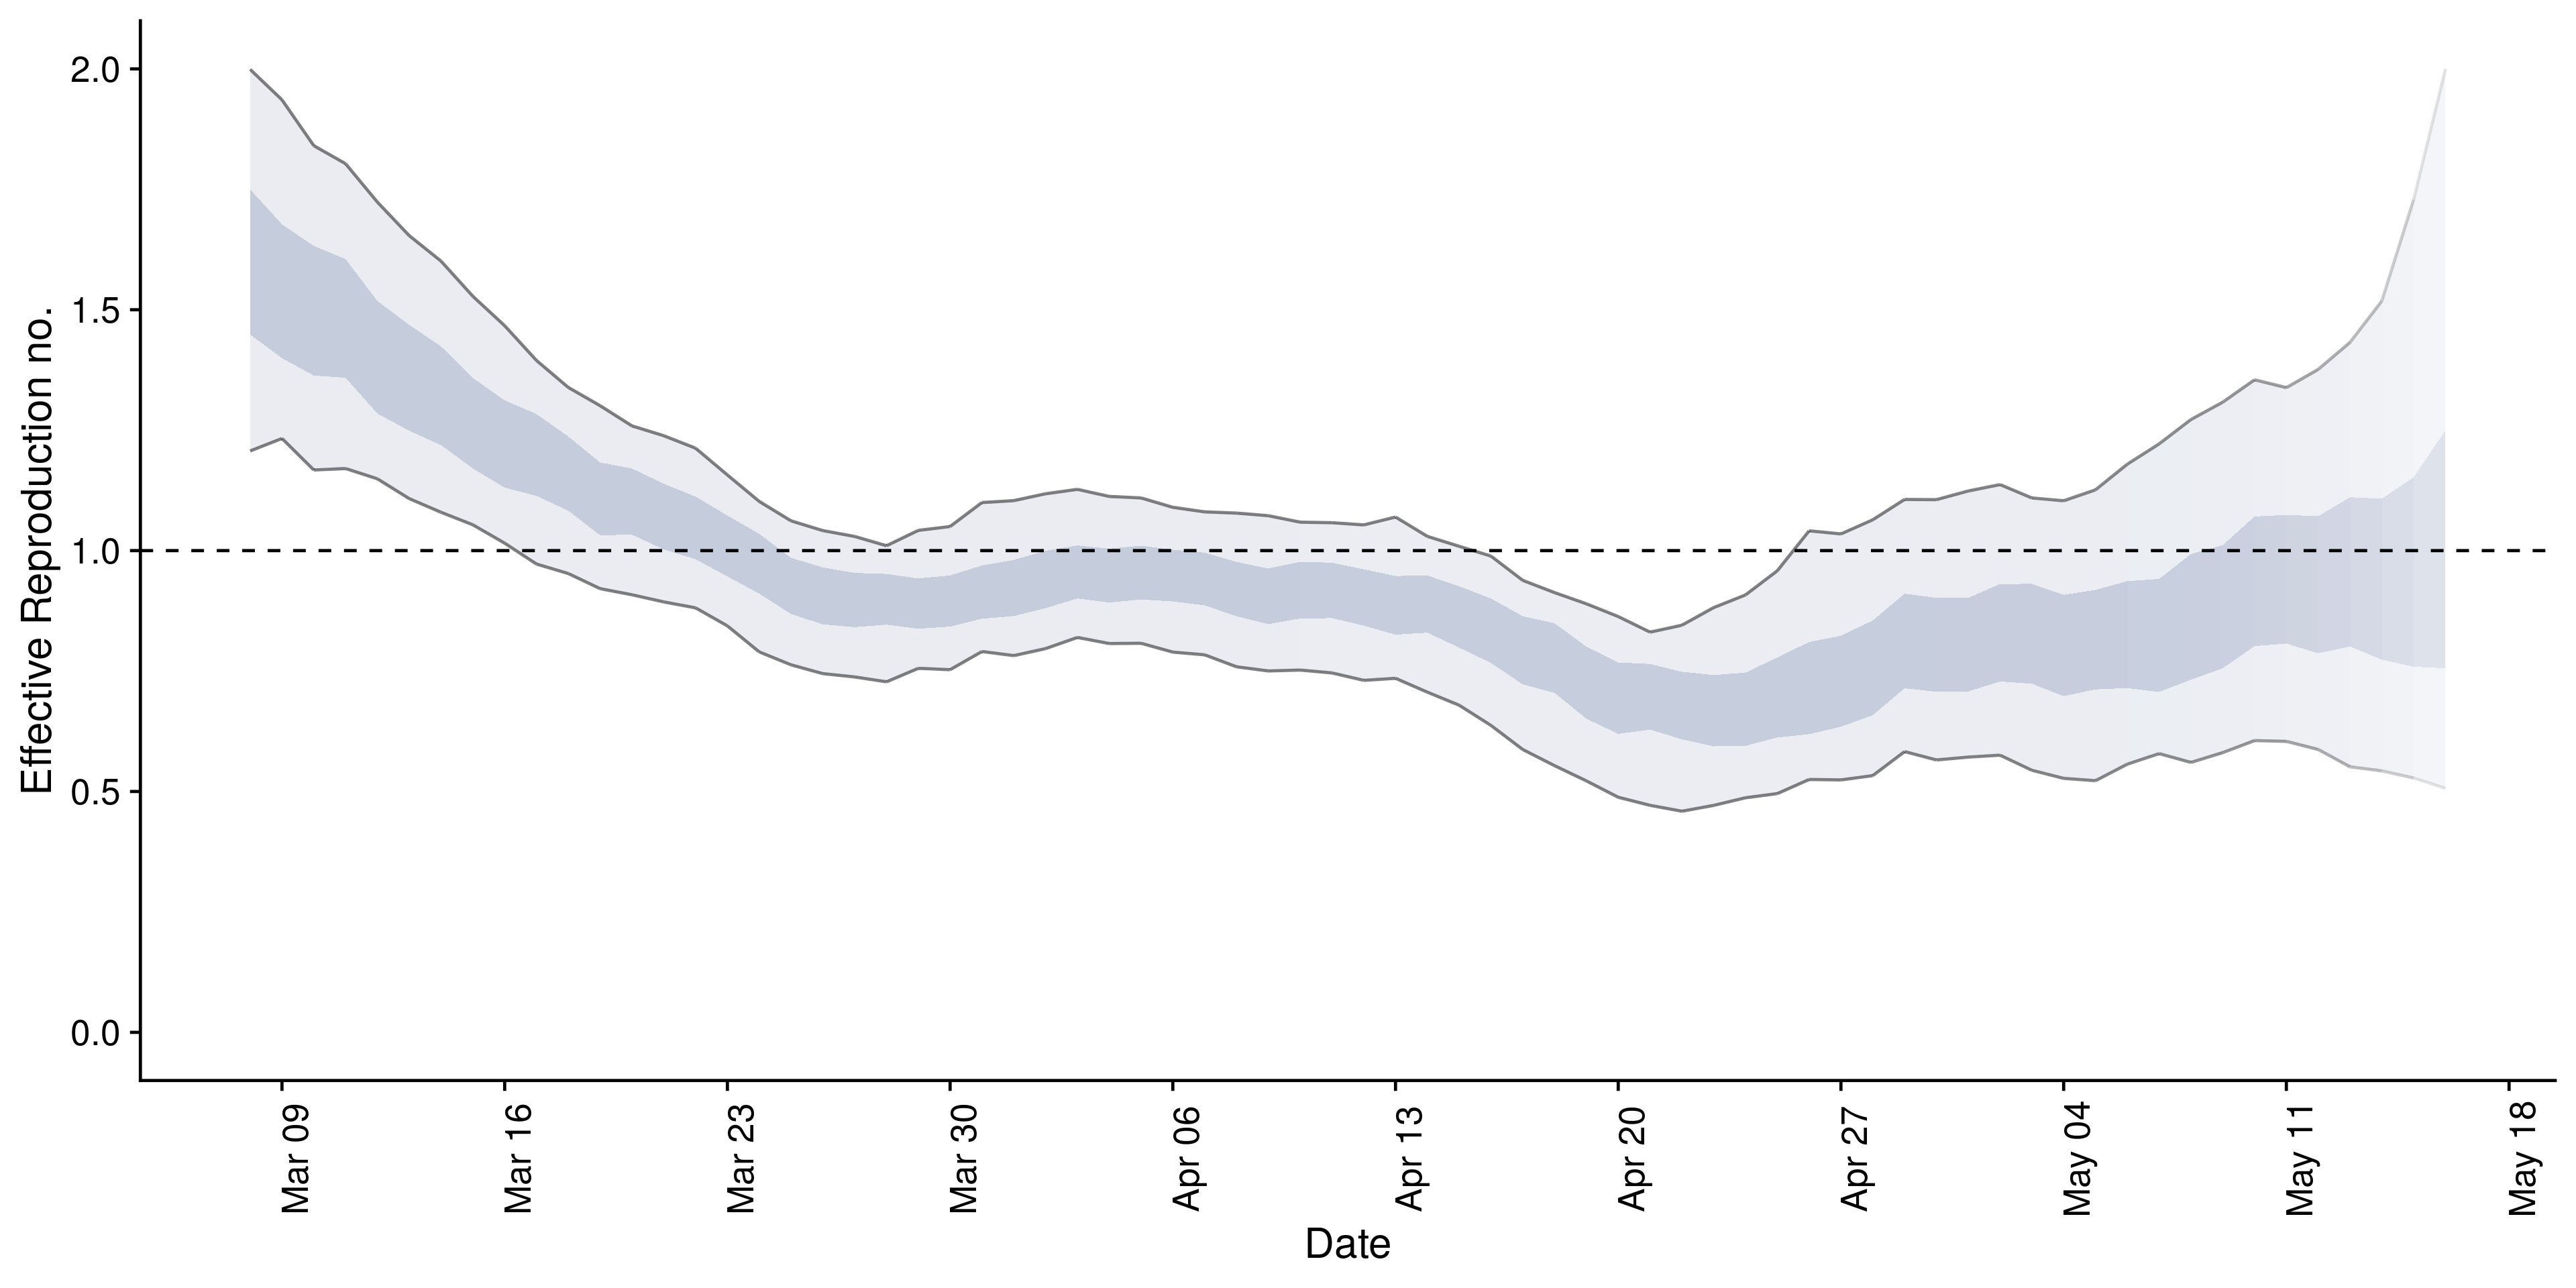 Effective Reproduction no.
2.0
1.5
1.0
0.5
0.0
Mar 09
Mar 16
Mar 23
Mar 30
Apr 06
Apr 13
Apr 20
Apr 27
May 04
May 11
May 18
Date